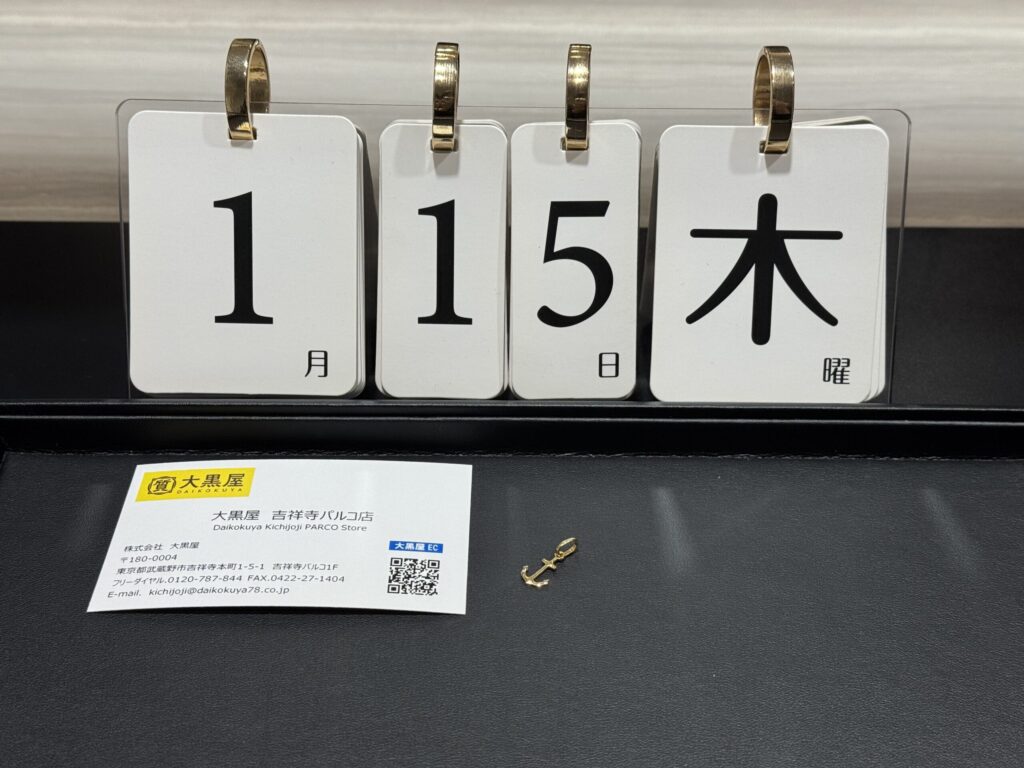 1 15 木
月 日 曜
質 大黒屋
DAIKOKUYA
大黒屋 吉祥寺パルコ店
Daikokuya Kichijoji PARCO Store
株式会社 大黒屋
〒180-0004
東京都武蔵野市吉祥寺本町1-5-1 吉祥寺パルコ1F
フリーダイヤル.0120-787-844 FAX.0422-27-1404
E-mail. kichijoji@daikokuya78.co.jp
大黒屋 EC